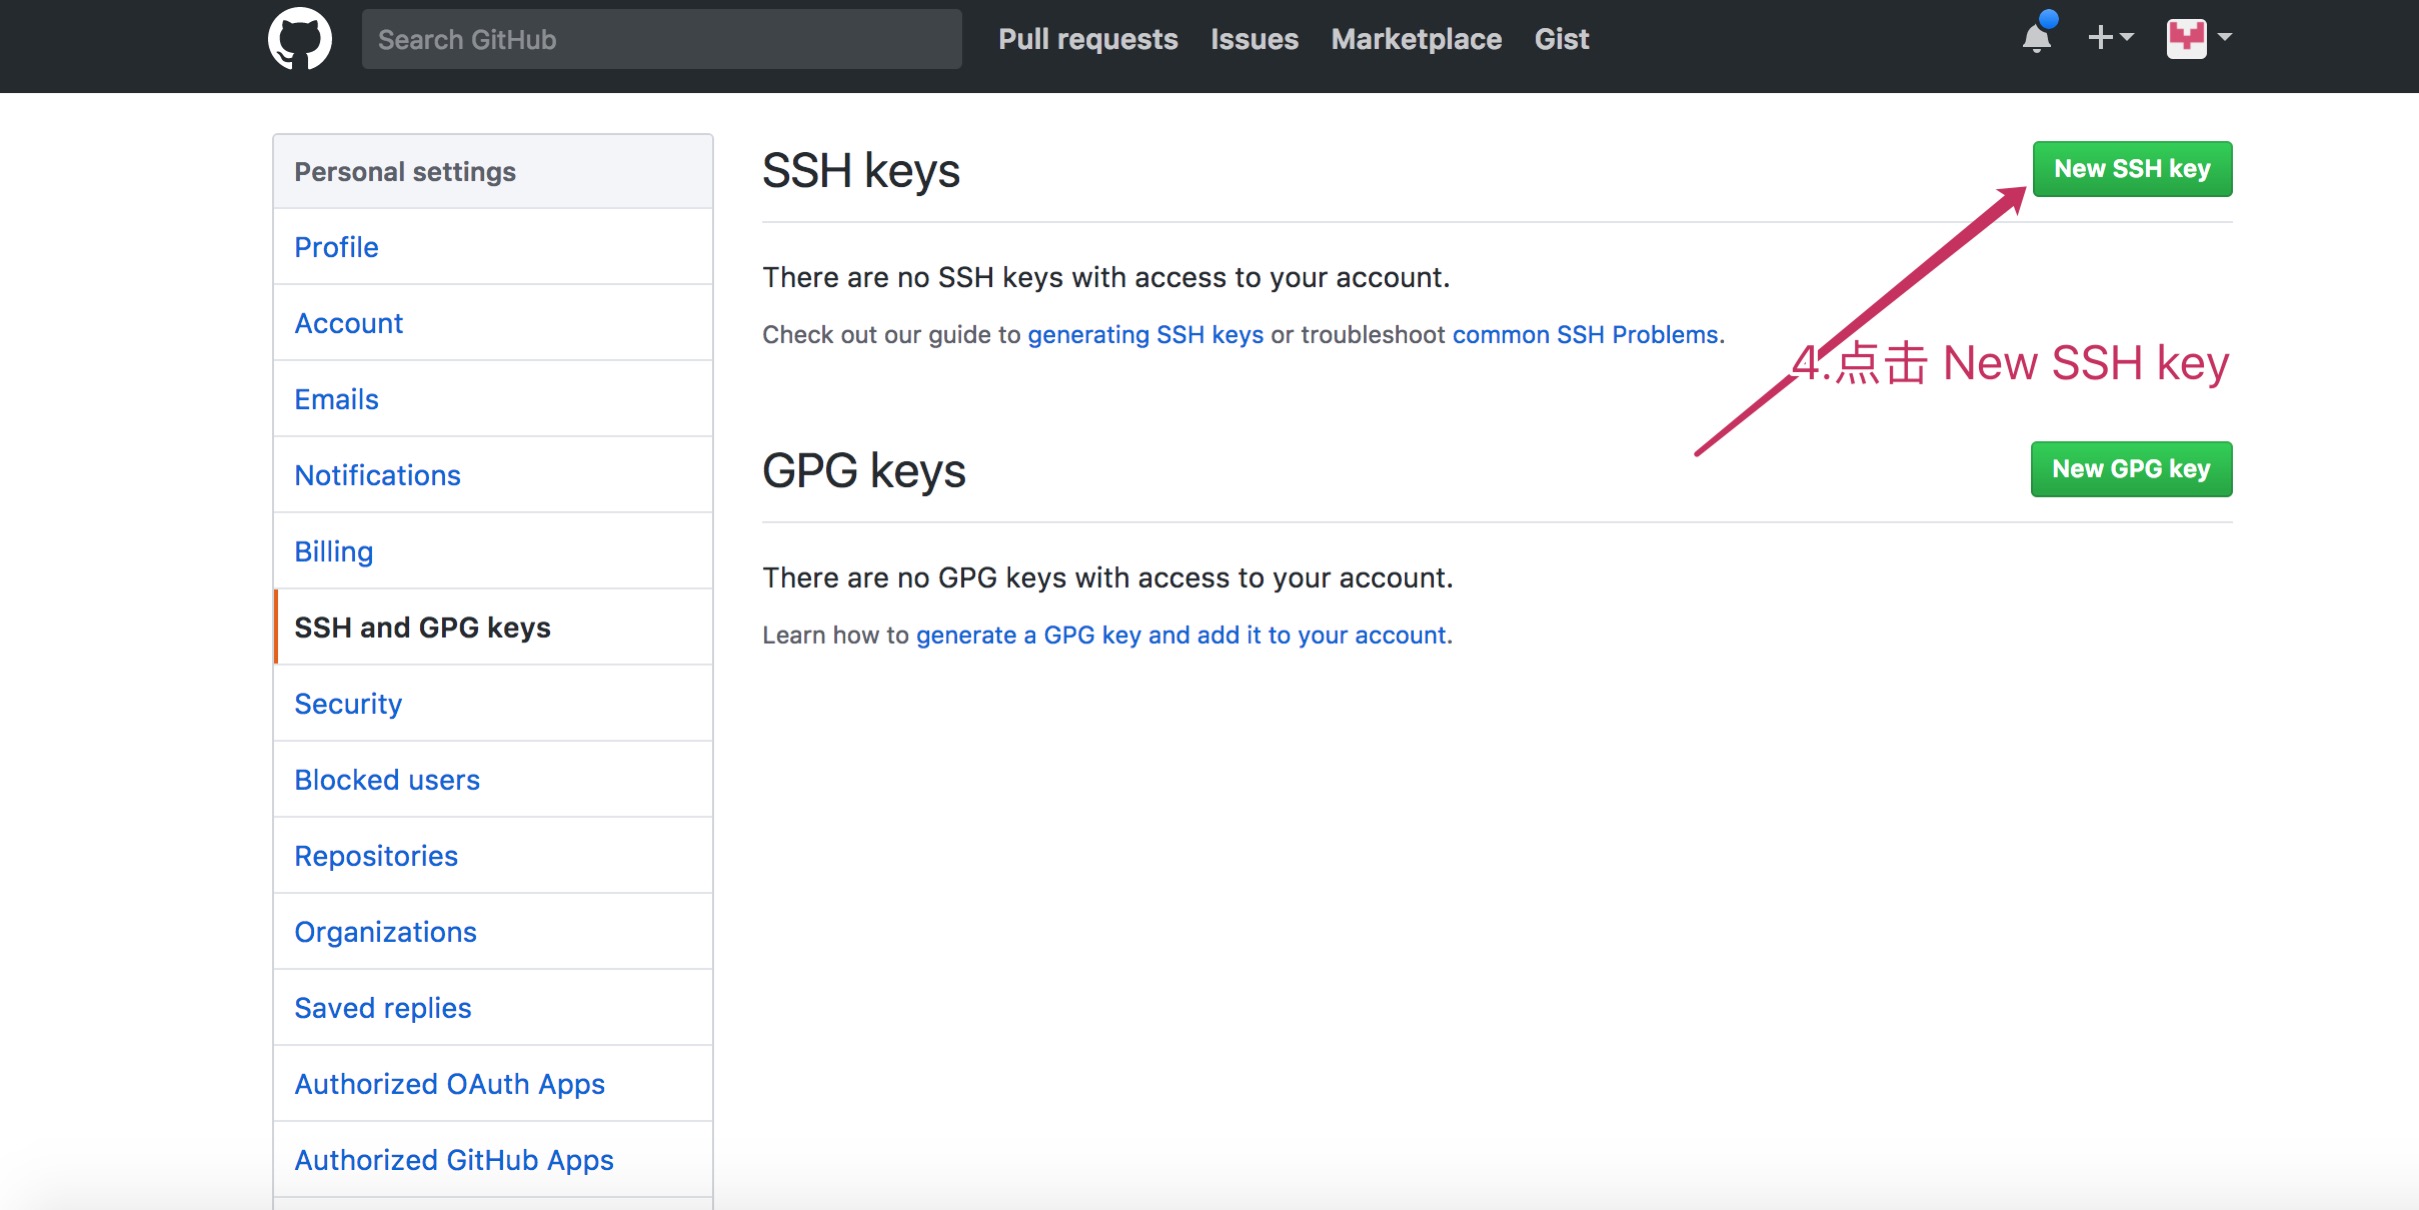 Search GitHub
Pull requests Issues Marketplace Gist
Personal settings
Profile
Account
Emails
Notifications
Billing
SSH and GPG keys
Security
Blocked users
Repositories
Organizations
Saved replies
Authorized OAuth Apps
Authorized GitHub Apps
SSH keys
New SSH key
There are no SSH keys with access to your account.
Check out our guide to generating SSH keys or troubleshoot common SSH Problems.
4.点击 New SSH key
GPG keys
New GPG key
There are no GPG keys with access to your account.
Learn how to generate a GPG key and add it to your account.